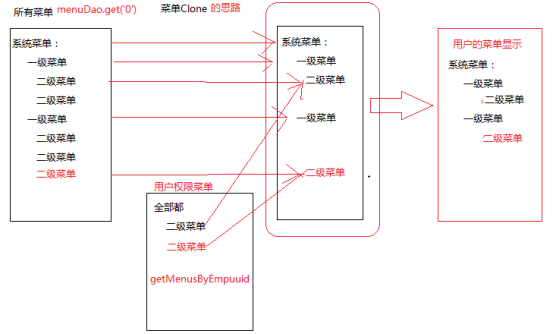 所有菜单 menuDao.get('0') 菜单Clone 的思路
系统菜单：
一级菜单
二级菜单
二级菜单
一级菜单
二级菜单
二级菜单
二级菜单
用户权限菜单
全部都
二级菜单
二级菜单
getMenusByEmpuuid
系统菜单：
一级菜单
二级菜单
一级菜单
二级菜单
用户的菜单显示
系统菜单：
一级菜单
二级菜单
一级菜单
二级菜单